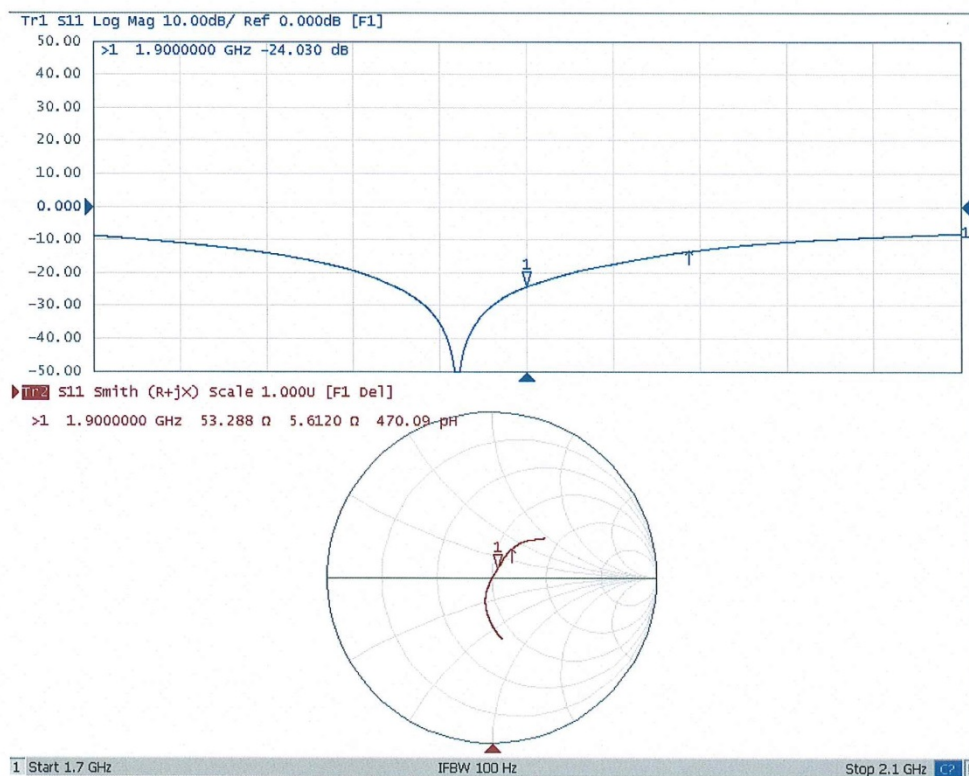 Tr1 S11 Log Mag 10.00dB/ Ref 0.000dB [F1]
50.00
>1 1.9000000 GHz -24.030 dB
40.00
30.00
20.00
10.00
0.000
-10.00
1
1
-20.00
-30.00
-40.00
-50.00
Tr2 S11 Smith (R+jX) Scale 1.000U [F1 Del]
>1 1.9000000 GHz 53.288 Ω 5.6120 Ω 470.09 pH
1
1 Start 1.7 GHz IFBW 100 Hz Stop 2.1 GHz C?